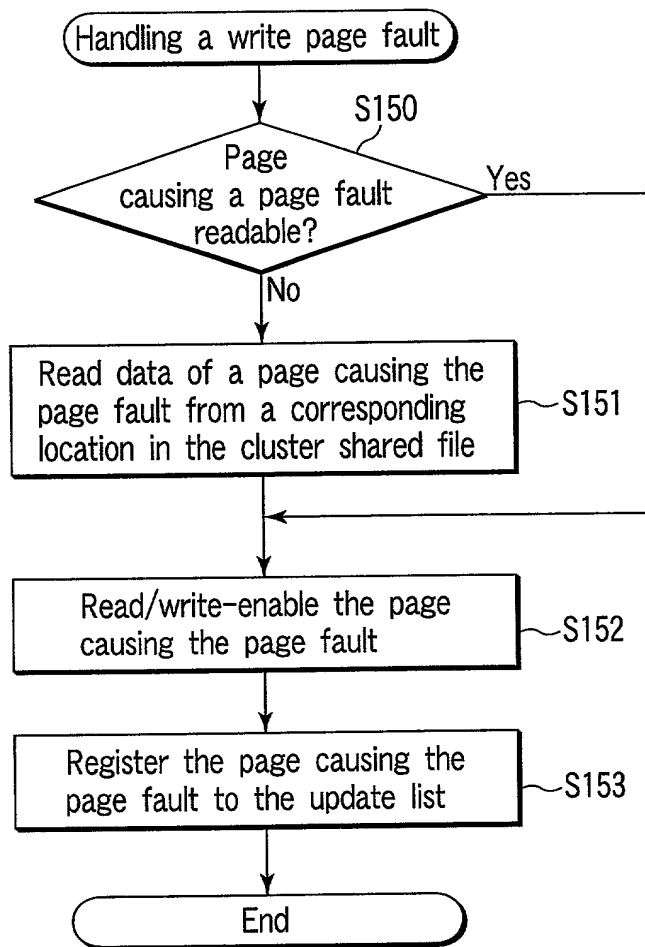 Handling a write page fault
S150
Page
causing a page fault
readable?
Yes
No
Read data of a page causing the
page fault from a corresponding
location in the cluster shared file
S151
Read/write-enable the page
causing the page fault
S152
Register the page causing the
page fault to the update list
S153
End